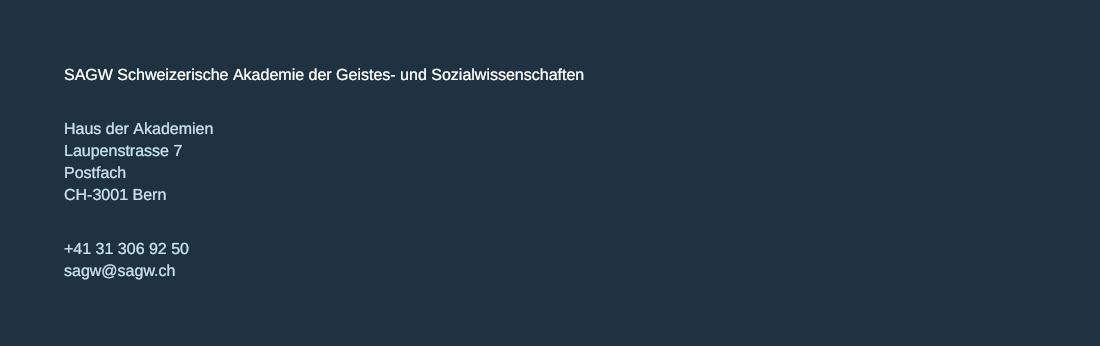 SAGW Schweizerische Akademie der Geistes- und Sozialwissenschaften
Haus der Akademien
Laupenstrasse 7
Postfach
CH-3001 Bern
+41 31 306 92 50
sagw@sagw.ch